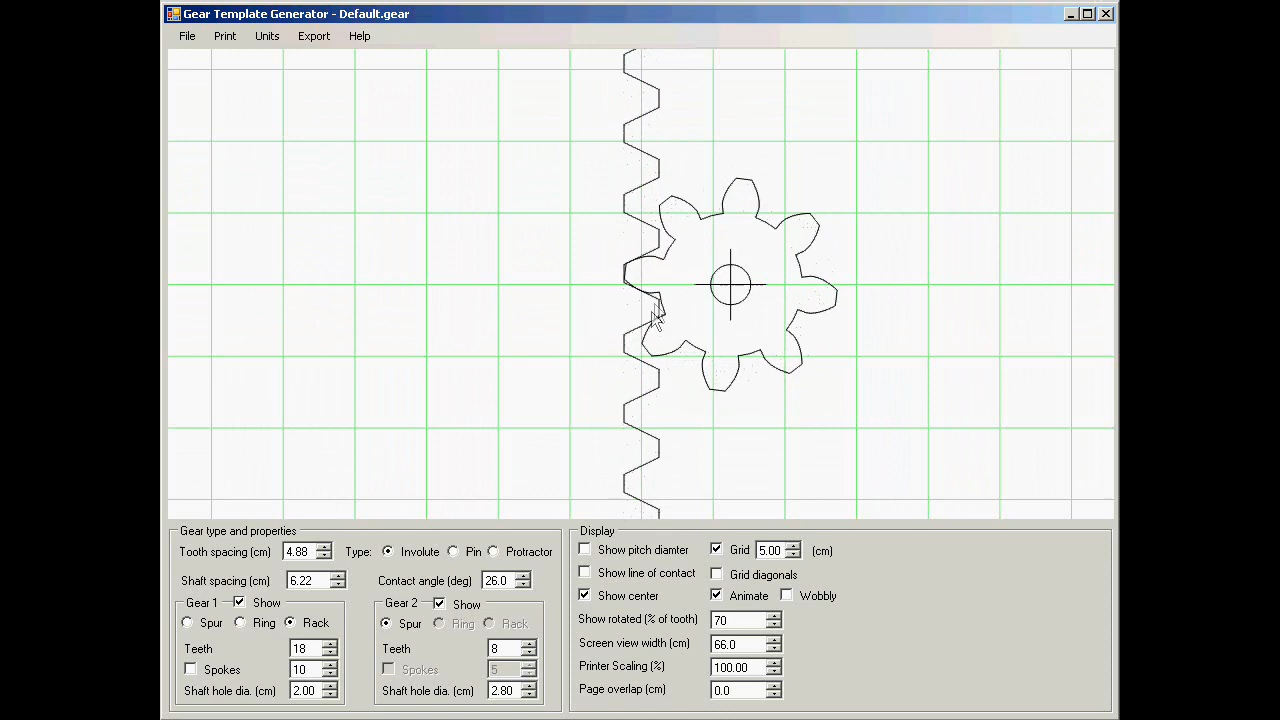 Gear Template Generator - Default.gear
File Print Units Export Help
Gear type and properties
Tooth spacing (cm) 4.88 Type: Involute Pin Protractor
Shaft spacing (cm) 6.22 Contact angle (deg) 26.0
Gear 1 Show
Spur Ring Rack
Teeth 18
Spokes 10
Shaft hole dia. (cm) 2.00
Gear 2 Show
Spur Ring Rack
Teeth 8
Spokes 5
Shaft hole dia. (cm) 2.80
Display
Show pitch diamter Grid 5.00 (cm)
Show line of contact Grid diagonals
Show center Animate Wobbly
Show rotated (% of tooth) 70
Screen view width (cm) 66.0
Printer Scaling (%) 100.00
Page overlap (cm) 0.0